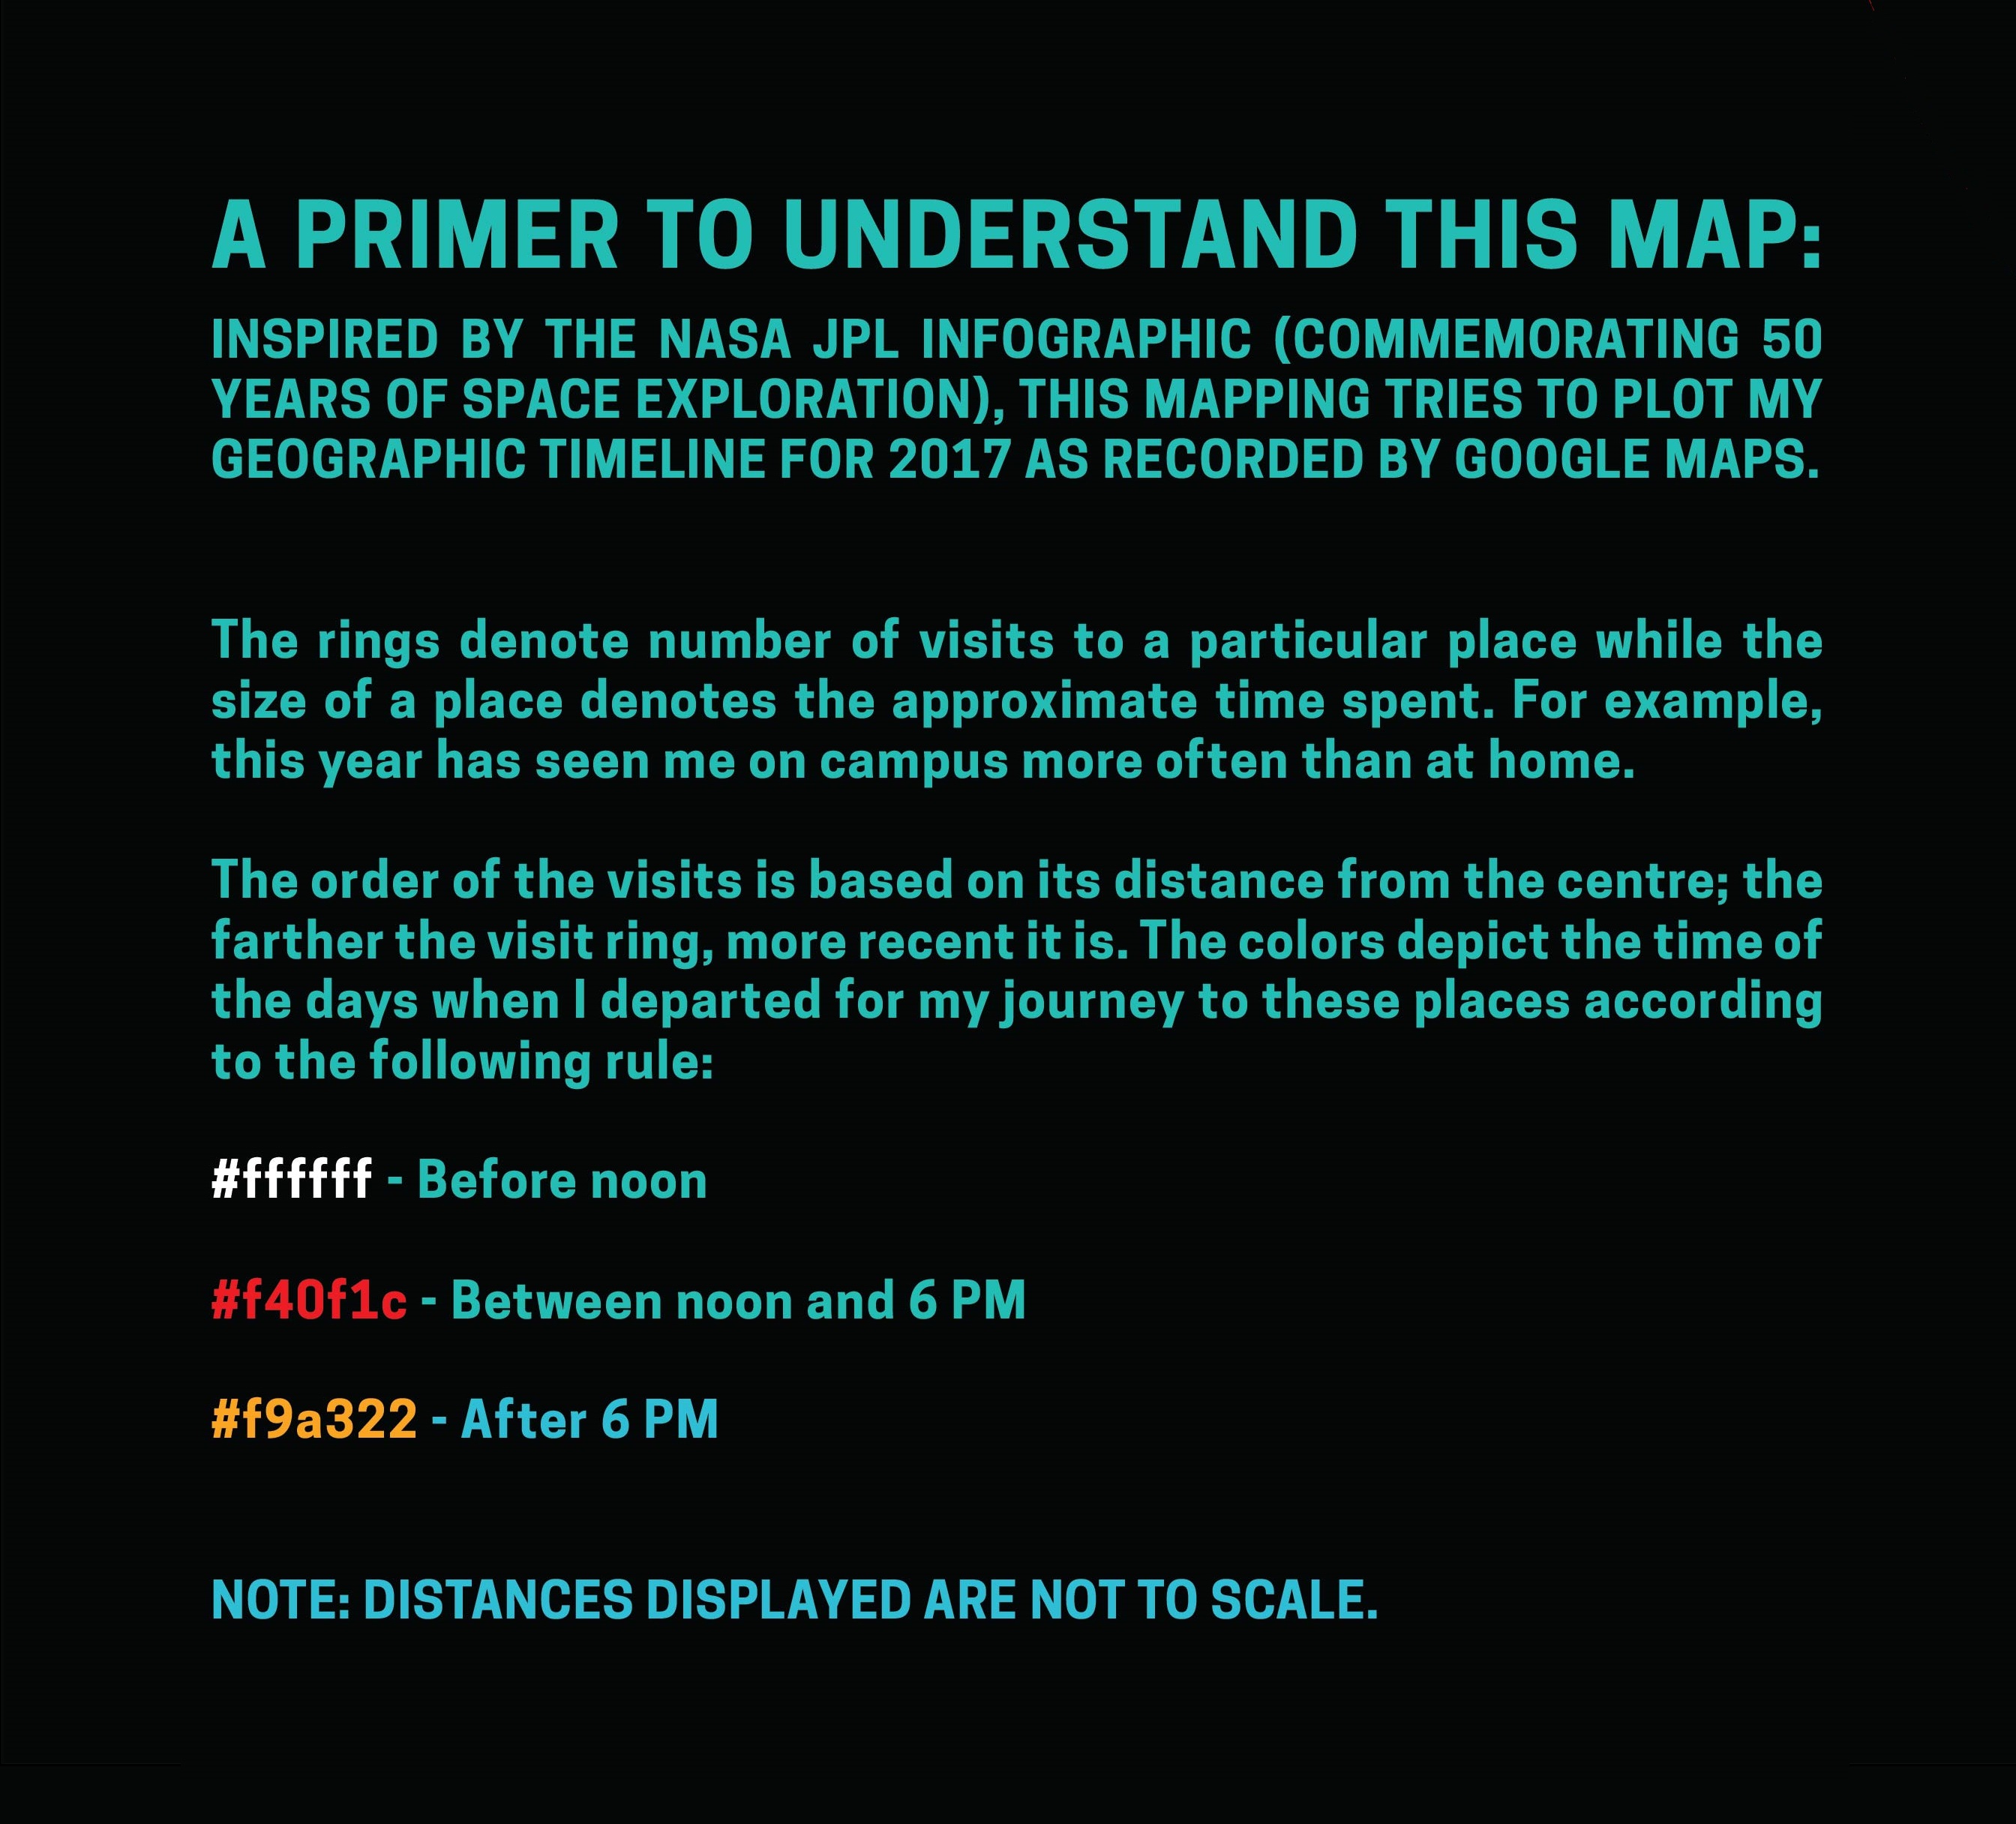 A PRIMER TO UNDERSTAND THIS MAP:
INSPIRED BY THE NASA JPL INFOGRAPHIC (COMMEMORATING 50
YEARS OF SPACE EXPLORATION), THIS MAPPING TRIES TO PLOT MY
GEOGRAPHIC TIMELINE FOR 2017 AS RECORDED BY GOOGLE MAPS.
The rings denote number of visits to a particular place while the
size of a place denotes the approximate time spent. For example,
this year has seen me on campus more often than at home.
The order of the visits is based on its distance from the centre; the
farther the visit ring, more recent it is. The colors depict the time of
the days when I departed for my journey to these places according
to the following rule:
#ffffff - Before noon
#f40f1c - Between noon and 6 PM
#f9a322 - After 6 PM
NOTE: DISTANCES DISPLAYED ARE NOT TO SCALE.